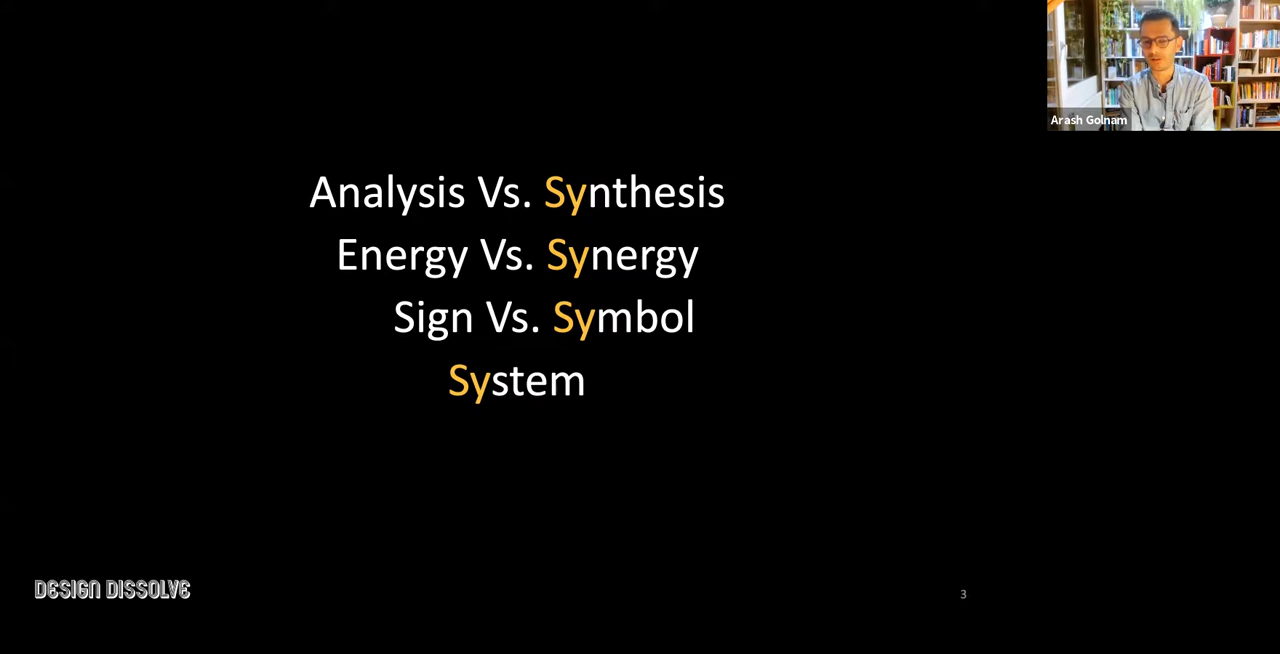 Arash Golnam
Analysis Vs. Synthesis
Energy Vs. Synergy
Sign Vs. Symbol
System
DESIGN DISSOLVE
3